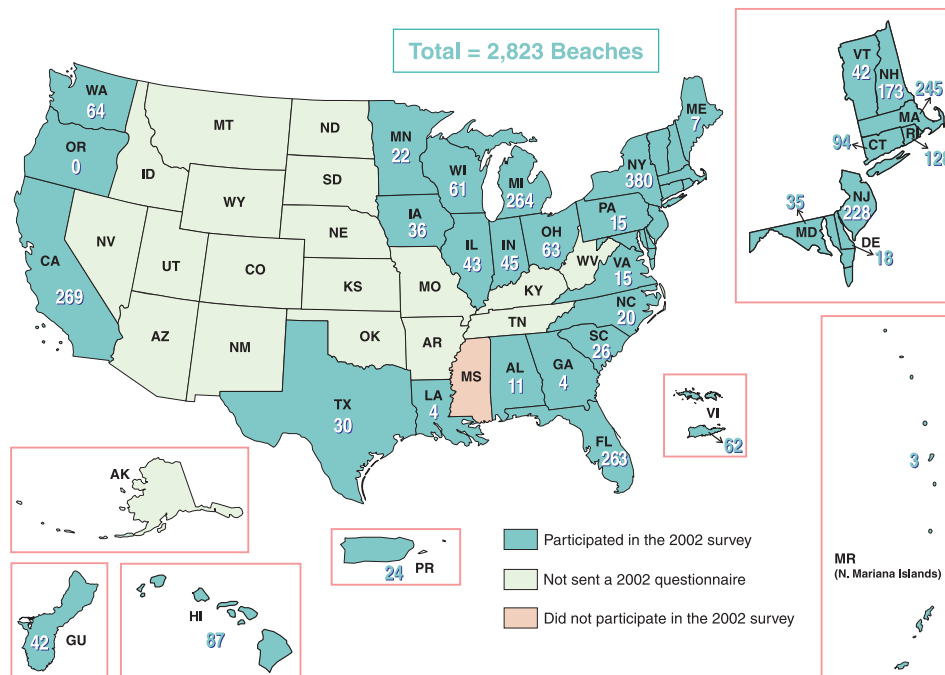 Total = 2,823 Beaches
WA
64
OR
0
CA
269
ID
NV
MT
WY
UT
AZ
CO
NM
ND
SD
NE
KS
OK
TX
30
MN
22
IA
36
MO
AR
LA
4
WI
61
IL
43
MI
264
IN
45
OH
63
KY
TN
MS
AL
11
GA
4
FL
263
SC
26
NC
20
VA
15
WV
PA
15
NY
380
ME
7
VT
42
NH
173
245
MA
RI
CT
94
128
NJ
228
35
MD
DE
18
VI
62
3
MR
(N. Mariana Islands)
AK
GU
42
HI
87
PR
24
Participated in the 2002 survey
Not sent a 2002 questionnaire
Did not participate in the 2002 survey